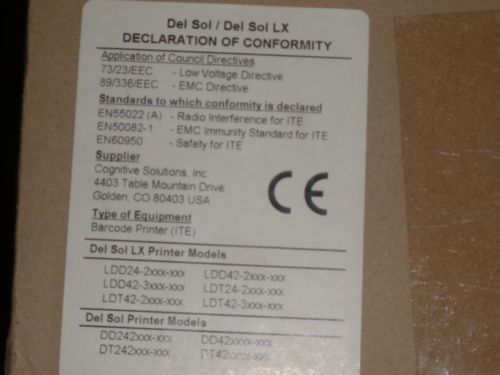 Del Sol / Del Sol LX
DECLARATION OF CONFORMITY
Application of Council Directives
73/23/EEC - Low Voltage Directive
89/336/EEC - EMC Directive
Standards to which conformity is declared
EN55022 (A) - Radio Interference for ITE
EN50082-1 - EMC Immunity Standard for ITE
EN60950 - Safety for ITE
Supplier
Cognitive Solutions, Inc
4403 Table Mountain Drive
Golden, CO 80403 USA
CE
Type of Equipment
Barcode Printer (ITE)
Del Sol LX Printer Models
LDD24-2xxx-xxx LDD42-2xxx-xxx
LDD42-3xxx-xxx LDT24-2xxx-xxx
LDT42-2xxx-xxx LDT42-3xxx-xxx
Del Sol Printer Models
DD242xxx-xxx DD42xxxx-xxx
DT242xxx-xxx DT42xxxx-xxx